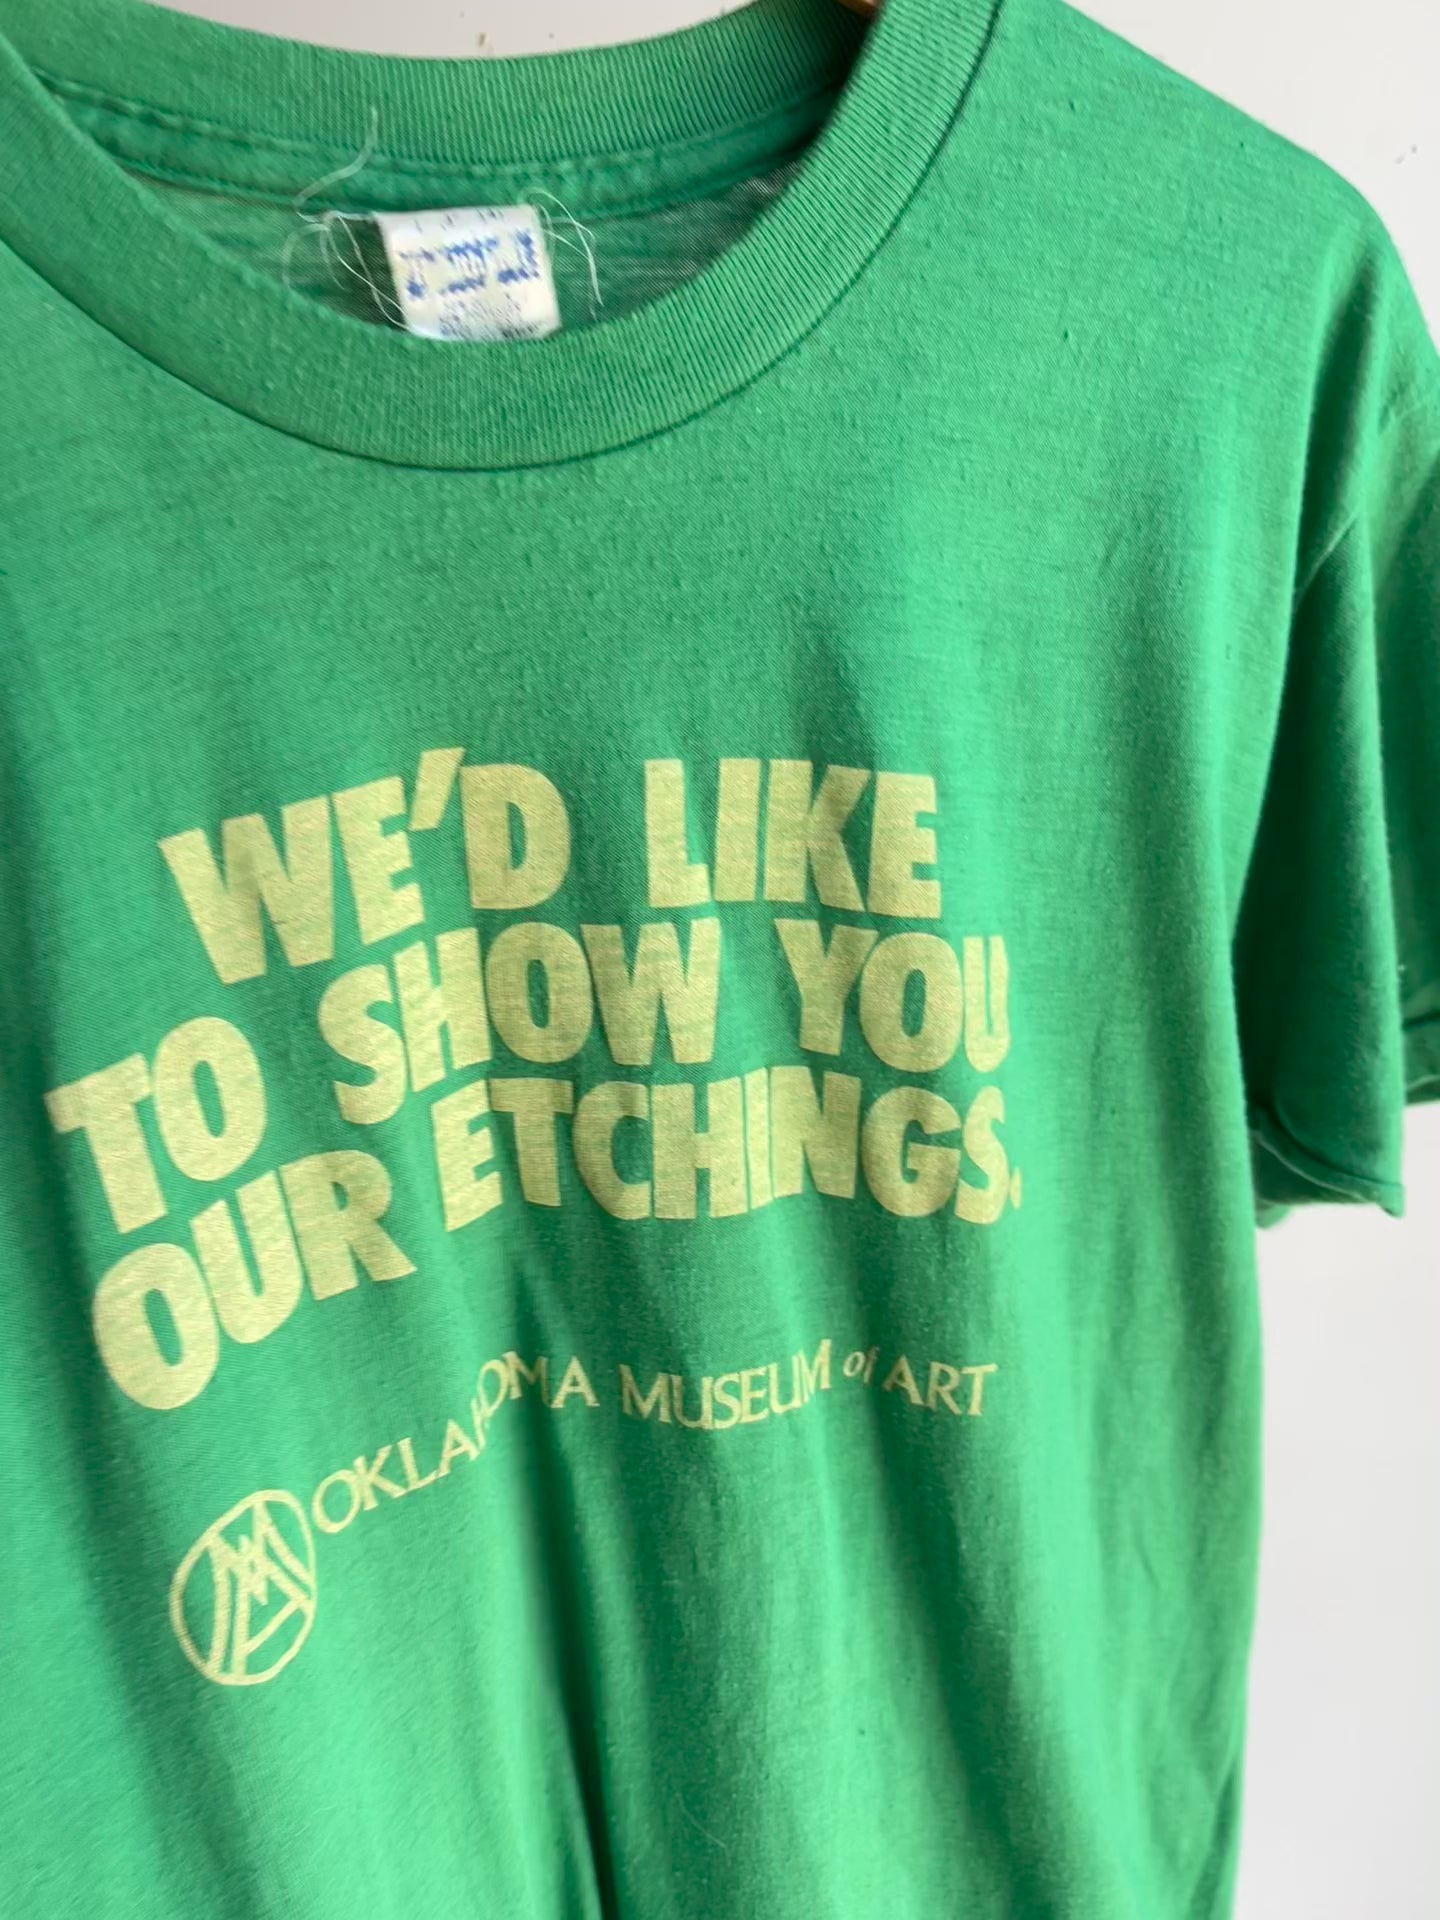 WE'D LIKE
TO SHOW YOU
OUR ETCHINGS.
OKLAHOMA MUSEUM of ART